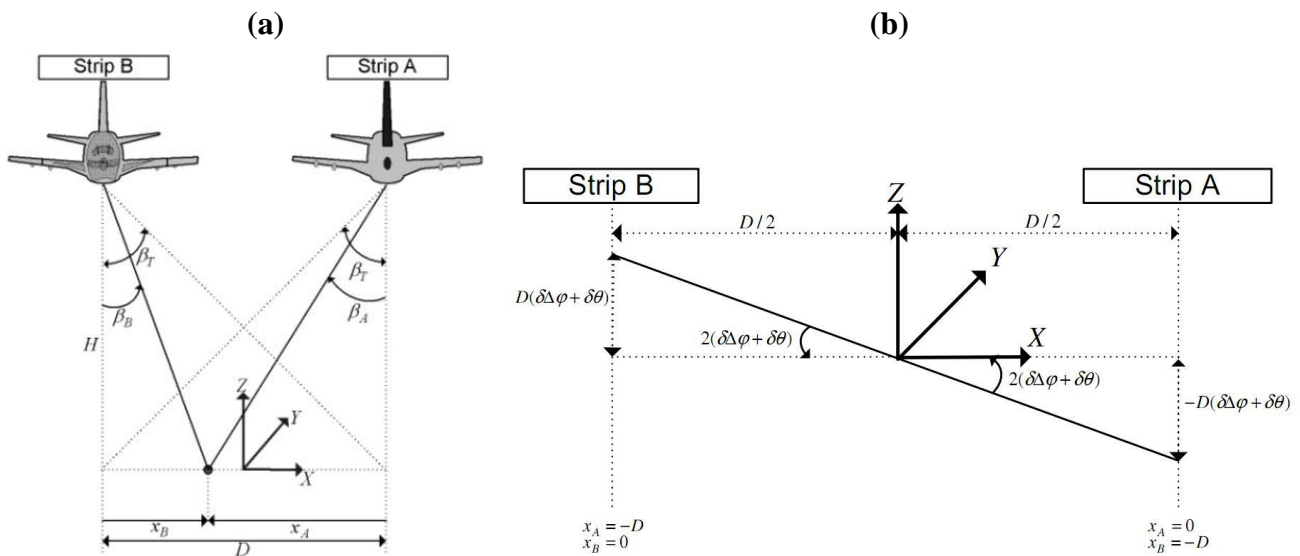 (a)
(b)
Strip B
Strip A
β_T
β_T
β_B
β_A
H
Z
Y
X
x_B
x_A
D
Strip B
Strip A
Z
D/2
D/2
Y
D(δΔφ+δθ)
2(δΔφ+δθ)
X
2(δΔφ+δθ)
-D(δΔφ+δθ)
x_A = -D
x_B = 0
x_A = 0
x_B = -D